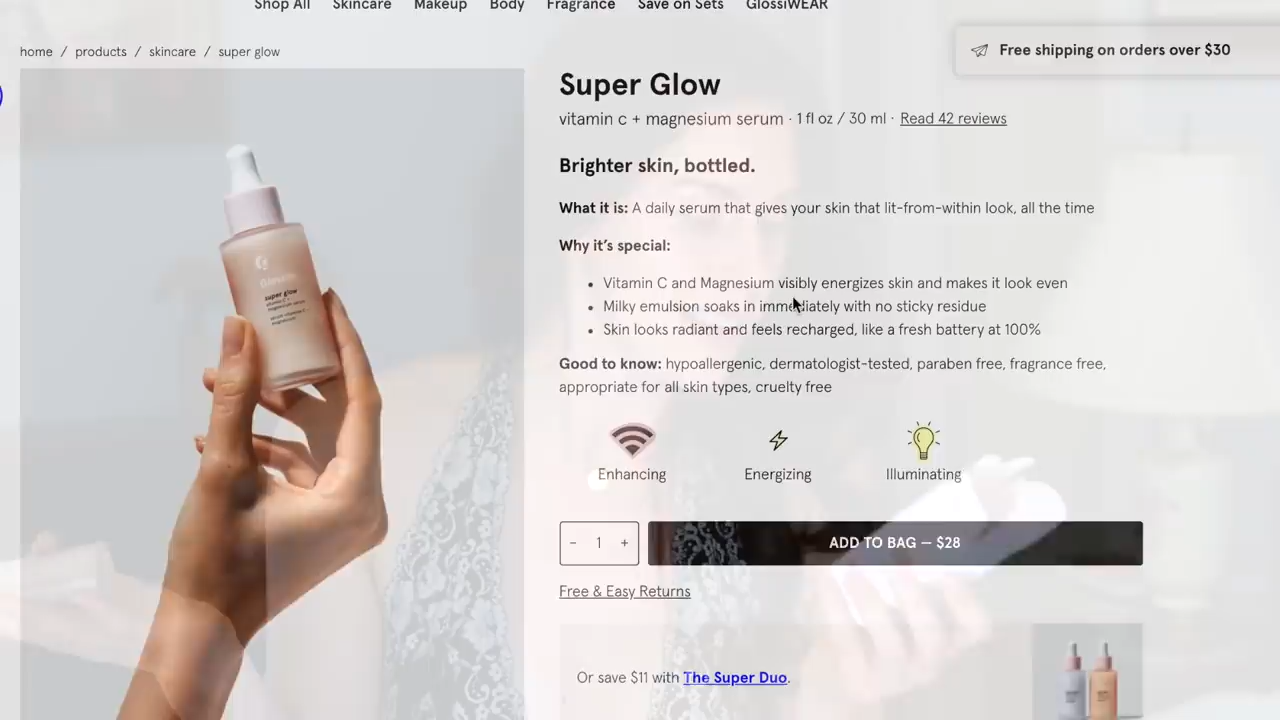 Shop All Skincare Makeup Body Fragrance Save on Sets GlossiWEAR
home / products / skincare / super glow
Free shipping on orders over $30
Super Glow
vitamin c + magnesium serum · 1 fl oz / 30 ml · Read 42 reviews
Brighter skin, bottled.
What it is: A daily serum that gives your skin that lit-from-within look, all the time
Why it’s special:
• Vitamin C and Magnesium visibly energizes skin and makes it look even
• Milky emulsion soaks in immediately with no sticky residue
• Skin looks radiant and feels recharged, like a fresh battery at 100%
Good to know: hypoallergenic, dermatologist-tested, paraben free, fragrance free,
appropriate for all skin types, cruelty free
Enhancing Energizing Illuminating
− 1 + ADD TO BAG — $28
Free & Easy Returns
Or save $11 with The Super Duo.
super glow
vitamin c +
magnesium serum